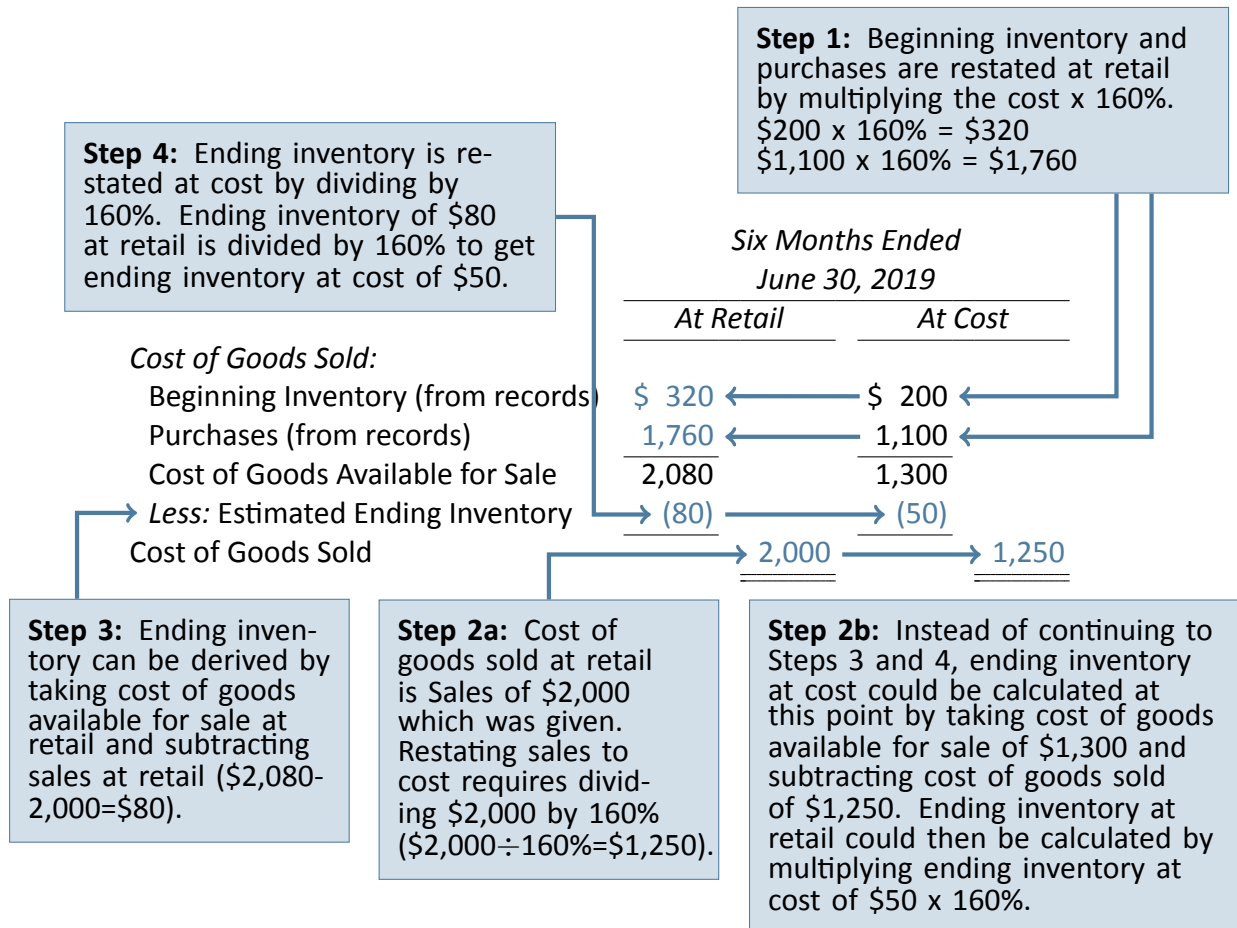 Step 1: Beginning inventory and
purchases are restated at retail
by multiplying the cost x 160%.
$200 x 160% = $320
$1,100 x 160% = $1,760
Step 4: Ending inventory is re-
stated at cost by dividing by
160%. Ending inventory of $80
at retail is divided by 160% to get
ending inventory at cost of $50.
Six Months Ended
June 30, 2019
At Retail At Cost
Cost of Goods Sold:
Beginning Inventory (from records) $ 320 $ 200
Purchases (from records) 1,760 1,100
Cost of Goods Available for Sale 2,080 1,300
Less: Estimated Ending Inventory (80) (50)
Cost of Goods Sold 2,000 1,250
Step 3: Ending inven-
tory can be derived by
taking cost of goods
available for sale at
retail and subtracting
sales at retail ($2,080-
2,000=$80).
Step 2a: Cost of
goods sold at retail
is Sales of $2,000
which was given.
Restating sales to
cost requires divid-
ing $2,000 by 160%
($2,000÷160%=$1,250).
Step 2b: Instead of continuing to
Steps 3 and 4, ending inventory
at cost could be calculated at
this point by taking cost of goods
available for sale of $1,300 and
subtracting cost of goods sold
of $1,250. Ending inventory at
retail could then be calculated by
multiplying ending inventory at
cost of $50 x 160%.